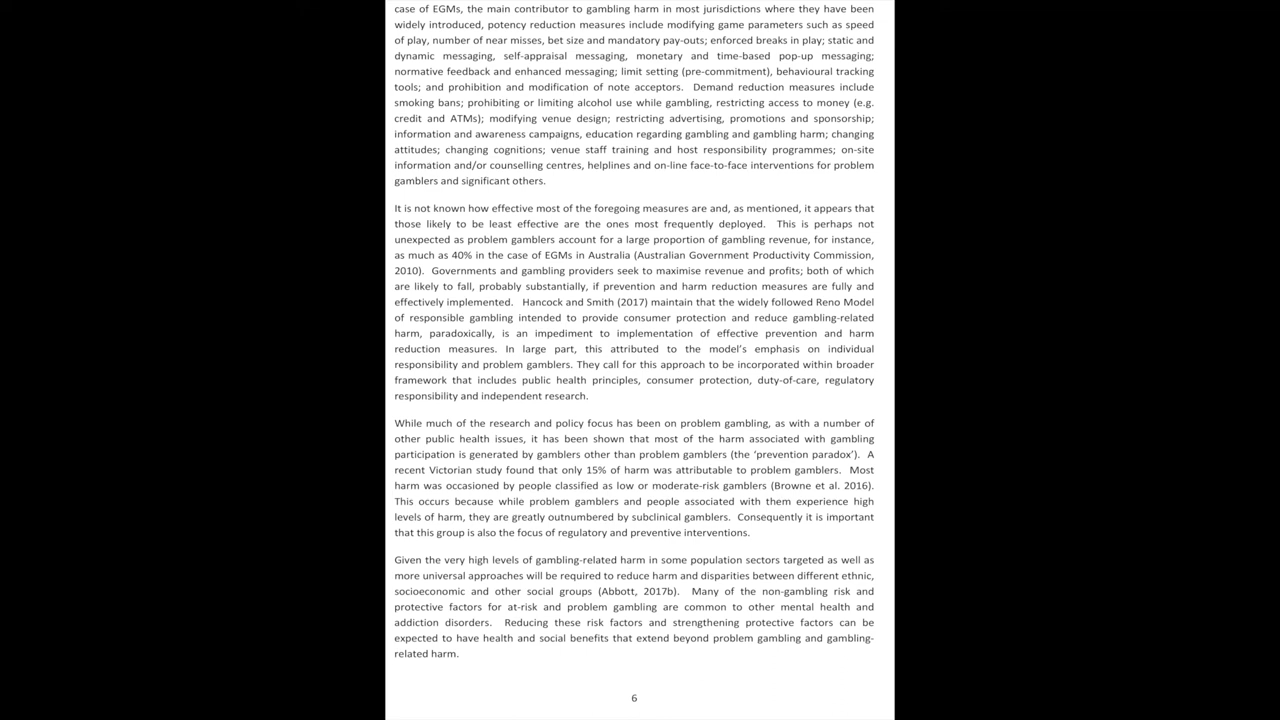 case of EGMs, the main contributor to gambling harm in most jurisdictions where they have been
widely introduced, potency reduction measures include modifying game parameters such as speed
of play, number of near misses, bet size and mandatory pay-outs; enforced breaks in play; static and
dynamic messaging, self-appraisal messaging, monetary and time-based pop-up messaging;
normative feedback and enhanced messaging; limit setting (pre-commitment), behavioural tracking
tools; and prohibition and modification of note acceptors. Demand reduction measures include
smoking bans; prohibiting or limiting alcohol use while gambling, restricting access to money (e.g.
credit and ATMs); modifying venue design; restricting advertising, promotions and sponsorship;
information and awareness campaigns, education regarding gambling and gambling harm; changing
attitudes; changing cognitions; venue staff training and host responsibility programmes; on-site
information and/or counselling centres, helplines and on-line face-to-face interventions for problem
gamblers and significant others.
It is not known how effective most of the foregoing measures are and, as mentioned, it appears that
those likely to be least effective are the ones most frequently deployed. This is perhaps not
unexpected as problem gamblers account for a large proportion of gambling revenue, for instance,
as much as 40% in the case of EGMs in Australia (Australian Government Productivity Commission,
2010). Governments and gambling providers seek to maximise revenue and profits; both of which
are likely to fall, probably substantially, if prevention and harm reduction measures are fully and
effectively implemented. Hancock and Smith (2017) maintain that the widely followed Reno Model
of responsible gambling intended to provide consumer protection and reduce gambling-related
harm, paradoxically, is an impediment to implementation of effective prevention and harm
reduction measures. In large part, this attributed to the model's emphasis on individual
responsibility and problem gamblers. They call for this approach to be incorporated within broader
framework that includes public health principles, consumer protection, duty-of-care, regulatory
responsibility and independent research.
While much of the research and policy focus has been on problem gambling, as with a number of
other public health issues, it has been shown that most of the harm associated with gambling
participation is generated by gamblers other than problem gamblers (the 'prevention paradox'). A
recent Victorian study found that only 15% of harm was attributable to problem gamblers. Most
harm was occasioned by people classified as low or moderate-risk gamblers (Browne et al. 2016).
This occurs because while problem gamblers and people associated with them experience high
levels of harm, they are greatly outnumbered by subclinical gamblers. Consequently it is important
that this group is also the focus of regulatory and preventive interventions.
Given the very high levels of gambling-related harm in some population sectors targeted as well as
more universal approaches will be required to reduce harm and disparities between different ethnic,
socioeconomic and other social groups (Abbott, 2017b). Many of the non-gambling risk and
protective factors for at-risk and problem gambling are common to other mental health and
addiction disorders. Reducing these risk factors and strengthening protective factors can be
expected to have health and social benefits that extend beyond problem gambling and gambling-
related harm.
6